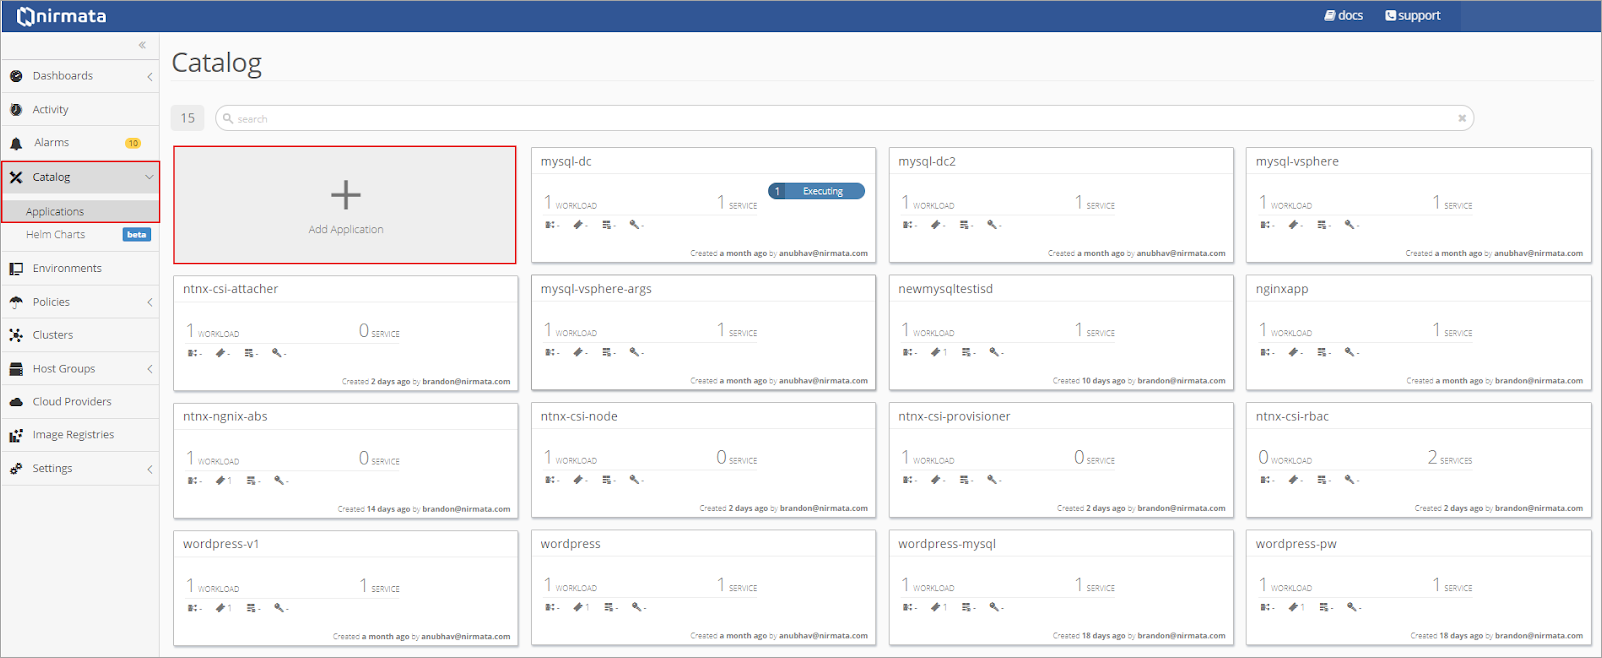 nirmata
docs
support
«
Dashboards
Activity
Alarms
10
Catalog
Applications
Helm Charts
beta
Environments
Policies
Clusters
Host Groups
Cloud Providers
Image Registries
Settings
Catalog
15
search
Add Application
mysql-dc
1 Executing
1 WORKLOAD
1 SERVICE
- - - -
Created a month ago by anubhav@nirmata.com
mysql-dc2
1 WORKLOAD
1 SERVICE
- - - -
Created a month ago by anubhav@nirmata.com
mysql-vsphere
1 WORKLOAD
1 SERVICE
- - - -
Created a month ago by anubhav@nirmata.com
ntnx-csi-attacher
1 WORKLOAD
0 SERVICE
- - - -
Created 2 days ago by brandon@nirmata.com
mysql-vsphere-args
1 WORKLOAD
1 SERVICE
- - - -
Created a month ago by anubhav@nirmata.com
newmysqltestisd
1 WORKLOAD
1 SERVICE
- 1 - -
Created 10 days ago by brandon@nirmata.com
nginxapp
1 WORKLOAD
1 SERVICE
- - - -
Created a month ago by brandon@nirmata.com
ntnx-ngnix-abs
1 WORKLOAD
0 SERVICE
- 1 - -
Created 14 days ago by brandon@nirmata.com
ntnx-csi-node
1 WORKLOAD
0 SERVICE
- - - -
Created 2 days ago by brandon@nirmata.com
ntnx-csi-provisioner
1 WORKLOAD
0 SERVICE
- - - -
Created 2 days ago by brandon@nirmata.com
ntnx-csi-rbac
0 WORKLOAD
2 SERVICES
- - - -
Created 2 days ago by brandon@nirmata.com
wordpress-v1
1 WORKLOAD
1 SERVICE
- 1 - -
Created a month ago by anubhav@nirmata.com
wordpress
1 WORKLOAD
1 SERVICE
- 1 - -
Created a month ago by anubhav@nirmata.com
wordpress-mysql
1 WORKLOAD
1 SERVICE
- 1 - -
Created 18 days ago by brandon@nirmata.com
wordpress-pw
1 WORKLOAD
1 SERVICE
- 1 - -
Created 18 days ago by brandon@nirmata.com